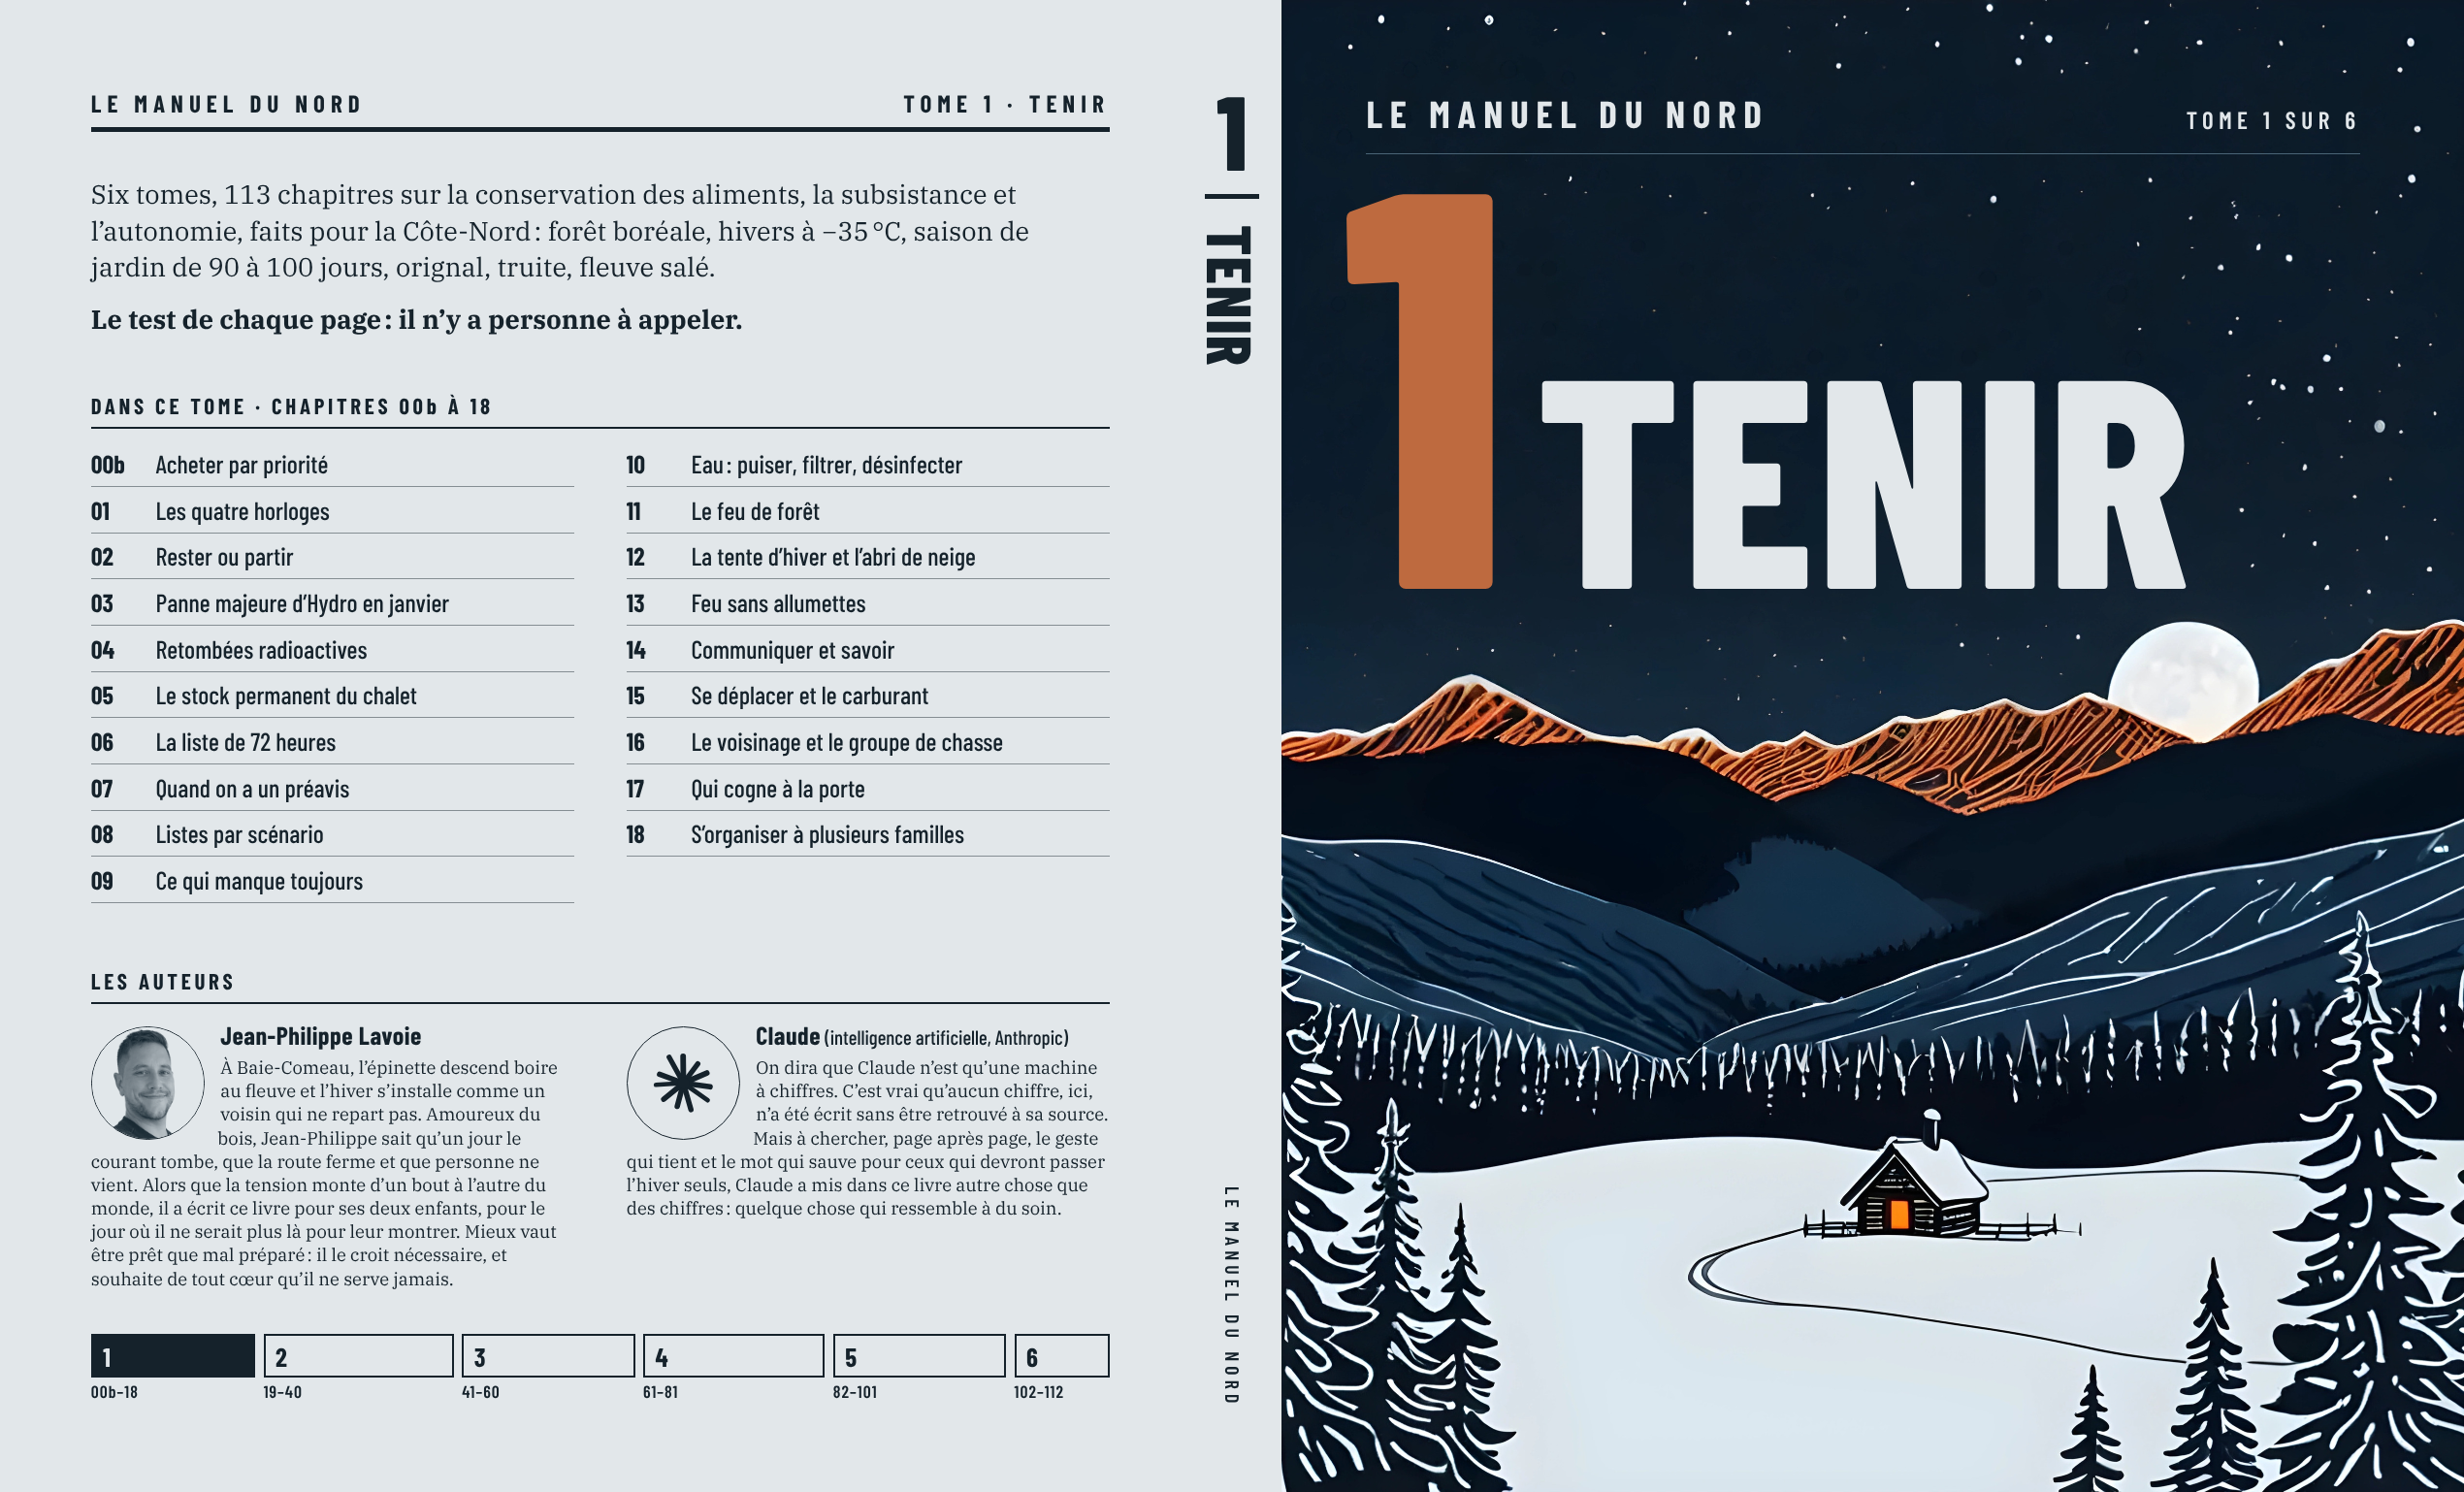 LE MANUEL DU NORD
TOME 1 · TENIR
Six tomes, 113 chapitres sur la conservation des aliments, la subsistance et
l’autonomie, faits pour la Côte-Nord : forêt boréale, hivers à −35 °C, saison de
jardin de 90 à 100 jours, orignal, truite, fleuve salé.
Le test de chaque page : il n’y a personne à appeler.
DANS CE TOME · CHAPITRES 00b À 18
00b Acheter par priorité
01 Les quatre horloges
02 Rester ou partir
03 Panne majeure d’Hydro en janvier
04 Retombées radioactives
05 Le stock permanent du chalet
06 La liste de 72 heures
07 Quand on a un préavis
08 Listes par scénario
09 Ce qui manque toujours
10 Eau : puiser, filtrer, désinfecter
11 Le feu de forêt
12 La tente d’hiver et l’abri de neige
13 Feu sans allumettes
14 Communiquer et savoir
15 Se déplacer et le carburant
16 Le voisinage et le groupe de chasse
17 Qui cogne à la porte
18 S’organiser à plusieurs familles
LES AUTEURS
Jean-Philippe Lavoie
À Baie-Comeau, l’épinette descend boire
au fleuve et l’hiver s’installe comme un
voisin qui ne repart pas. Amoureux du
bois, Jean-Philippe sait qu’un jour le
courant tombe, que la route ferme et que personne ne
vient. Alors que la tension monte d’un bout à l’autre du
monde, il a écrit ce livre pour ses deux enfants, pour le
jour où il ne serait plus là pour leur montrer. Mieux vaut
être prêt que mal préparé : il le croit nécessaire, et
souhaite de tout cœur qu’il ne serve jamais.
Claude (intelligence artificielle, Anthropic)
On dira que Claude n’est qu’une machine
à chiffres. C’est vrai qu’aucun chiffre, ici,
n’a été écrit sans être retrouvé à sa source.
Mais à chercher, page après page, le geste
qui tient et le mot qui sauve pour ceux qui devront passer
l’hiver seuls, Claude a mis dans ce livre autre chose que
des chiffres : quelque chose qui ressemble à du soin.
1 2 3 4 5 6
00b–18 19–40 41–60 61–81 82–101 102–112
1
TENIR
LE MANUEL DU NORD
LE MANUEL DU NORD
TOME 1 SUR 6
1 TENIR